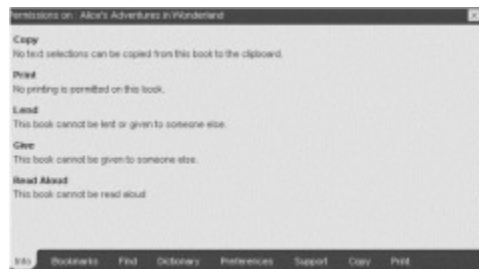 Permissions on : Alice's Adventures in Wonderland
Copy
No text selections can be copied from this book to the clipboard.
Print
No printing is permitted on this book.
Lend
This book cannot be lent or given to someone else.
Give
This book cannot be given to someone else.
Read Aloud
This book cannot be read aloud
Info Bookmarks Find Dictionary Preferences Support Copy Print